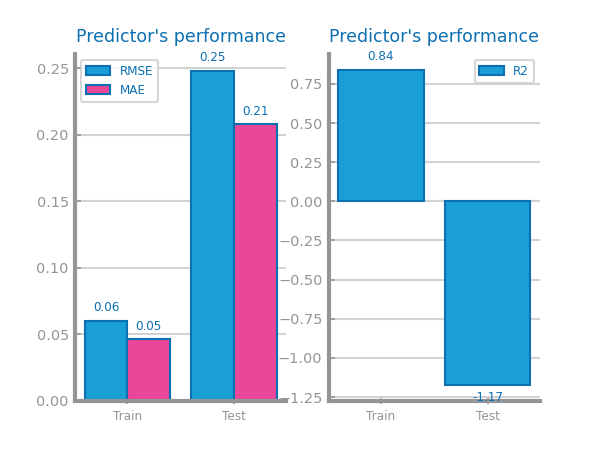 Predictor's performance
0.25
0.25
RMSE
MAE
0.21
0.20
0.15
0.10
0.06
0.05
0.05
0.00
Train
Test
Predictor's performance
0.84
R2
0.75
0.50
0.25
0.00
−0.25
−0.50
−0.75
−1.00
−1.25
-1.17
Train
Test